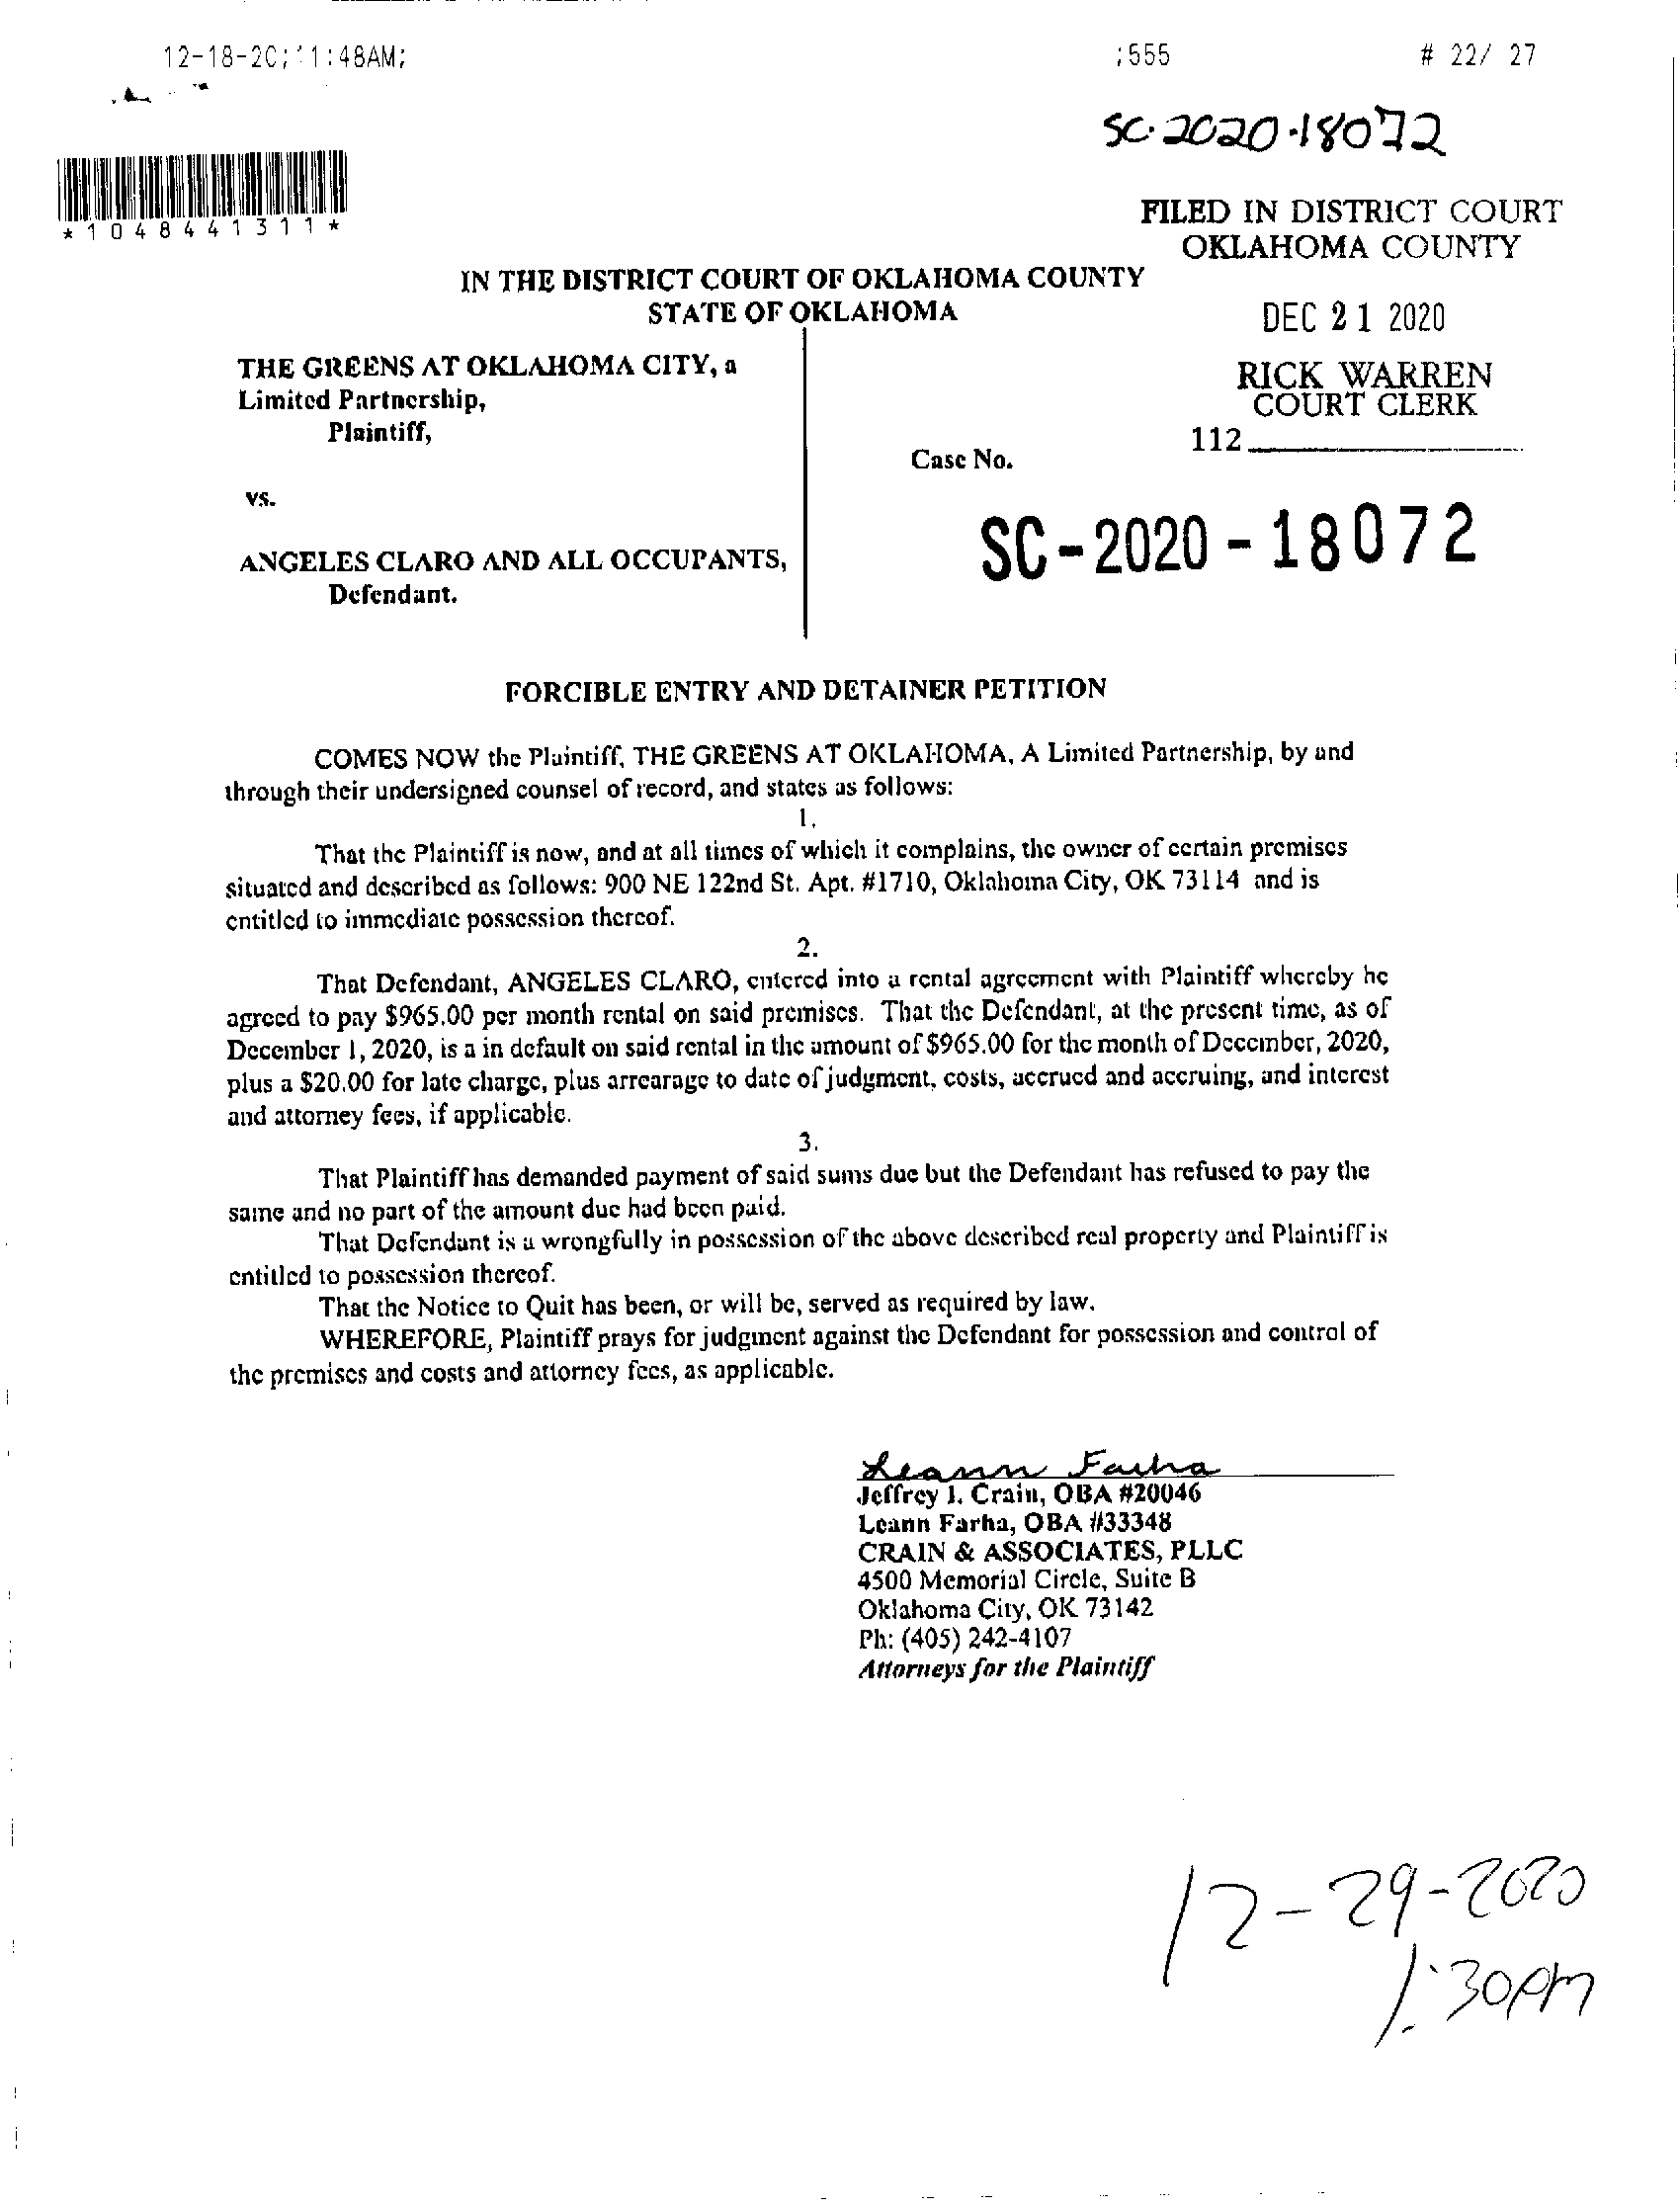 12-18-20;11:48AM; ;555 # 22/ 27
SC-2020-18072
*1048441311*
FILED IN DISTRICT COURT
OKLAHOMA COUNTY
IN THE DISTRICT COURT OF OKLAHOMA COUNTY
STATE OF OKLAHOMA
DEC 21 2020
THE GREENS AT OKLAHOMA CITY, a
Limited Partnership,
Plaintiff,
RICK WARREN
COURT CLERK
112
Case No.
vs.
SC-2020-18072
ANGELES CLARO AND ALL OCCUPANTS,
Defendant.
FORCIBLE ENTRY AND DETAINER PETITION
COMES NOW the Plaintiff, THE GREENS AT OKLAHOMA, A Limited Partnership, by and
through their undersigned counsel of record, and states as follows:
1.
That the Plaintiff is now, and at all times of which it complains, the owner of certain premises
situated and described as follows: 900 NE 122nd St. Apt. #1710, Oklahoma City, OK 73114 and is
entitled to immediate possession thereof.
2.
That Defendant, ANGELES CLARO, entered into a rental agreement with Plaintiff whereby he
agreed to pay $965.00 per month rental on said premises. That the Defendant, at the present time, as of
December 1, 2020, is a in default on said rental in the amount of $965.00 for the month of December, 2020,
plus a $20.00 for late charge, plus arrearage to date of judgment, costs, accrued and accruing, and interest
and attorney fees, if applicable.
3.
That Plaintiff has demanded payment of said sums due but the Defendant has refused to pay the
same and no part of the amount due had been paid.
That Defendant is a wrongfully in possession of the above described real property and Plaintiff is
entitled to possession thereof.
That the Notice to Quit has been, or will be, served as required by law.
WHEREFORE, Plaintiff prays for judgment against the Defendant for possession and control of
the premises and costs and attorney fees, as applicable.
Leann Farha
Jeffrey J. Crain, OBA #20046
Leann Farha, OBA #33348
CRAIN & ASSOCIATES, PLLC
4500 Memorial Circle, Suite B
Oklahoma City, OK 73142
Ph: (405) 242-4107
Attorneys for the Plaintiff
12-29-2020
1:30pm